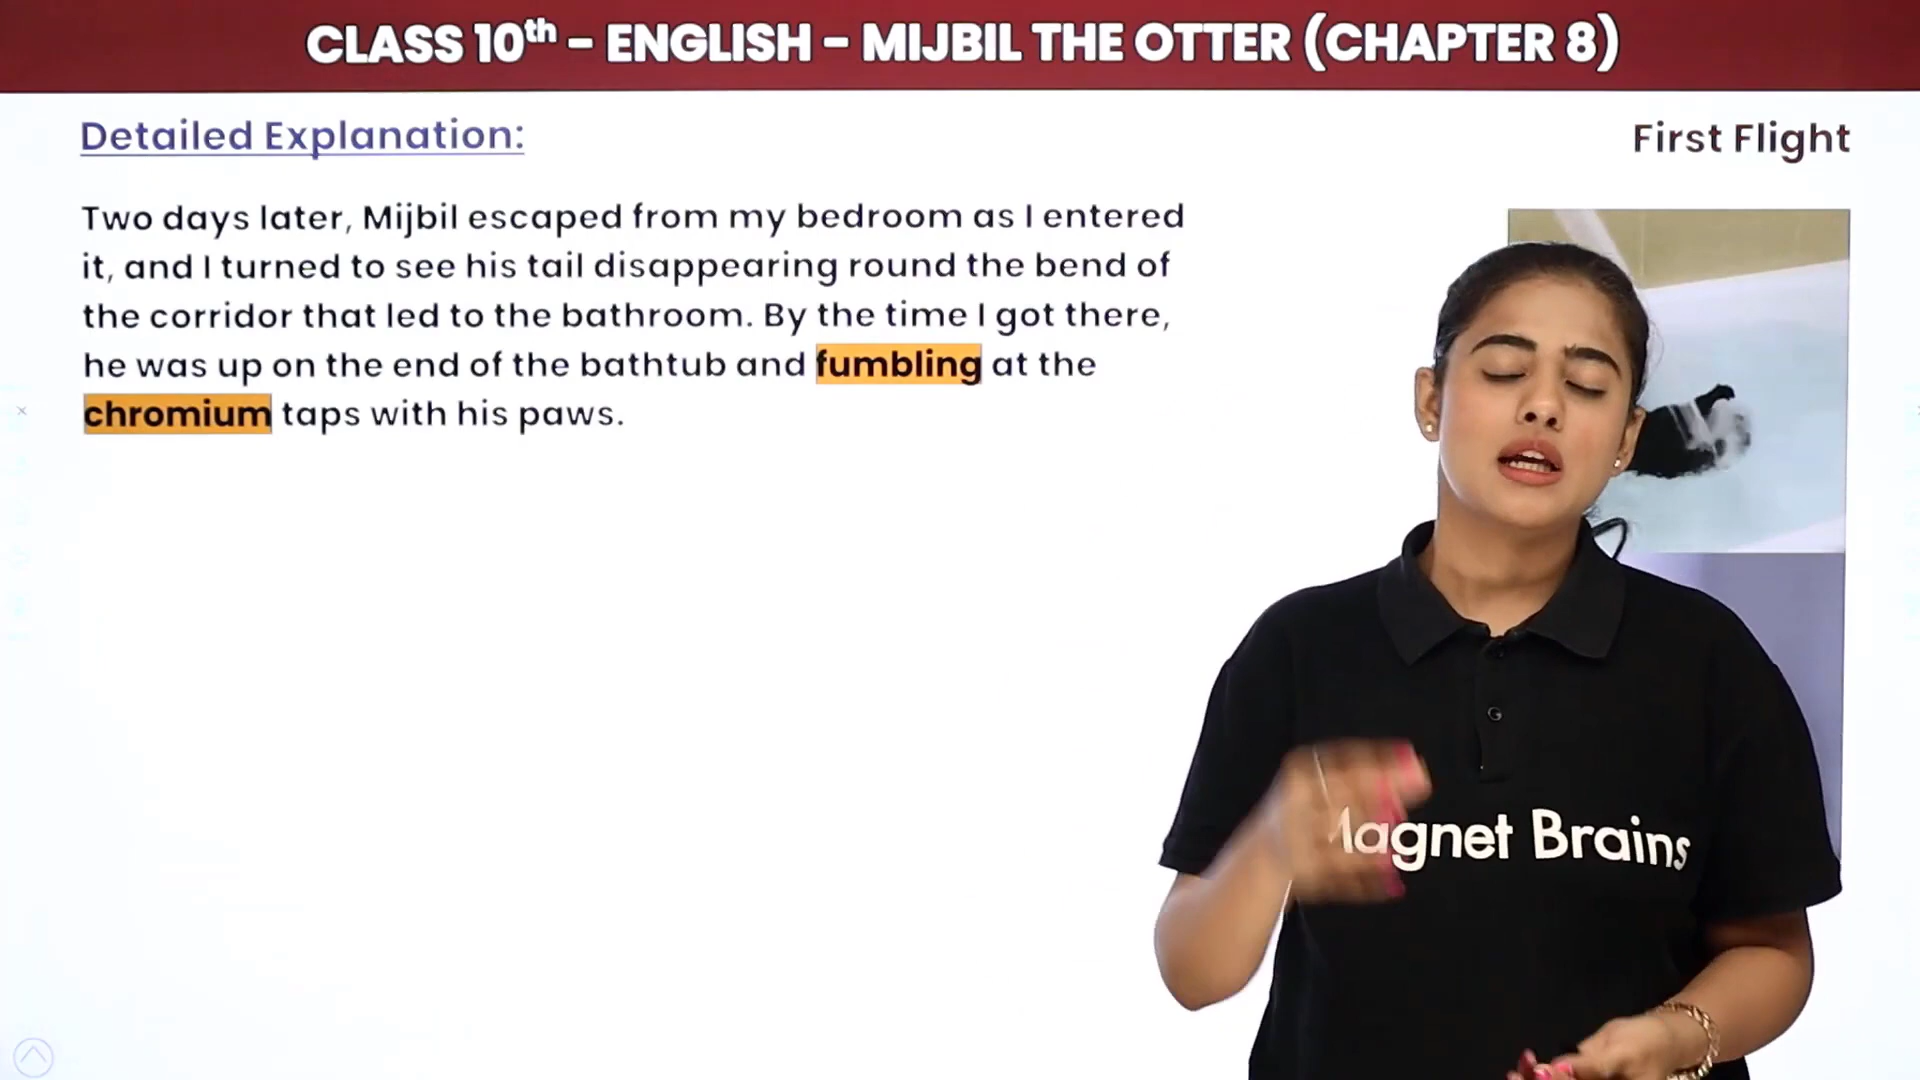 CLASS 10th – ENGLISH – MIJBIL THE OTTER (CHAPTER 8)
Detailed Explanation:
First Flight
Two days later, Mijbil escaped from my bedroom as I entered
it, and I turned to see his tail disappearing round the bend of
the corridor that led to the bathroom. By the time I got there,
he was up on the end of the bathtub and fumbling at the
chromium taps with his paws.
Magnet Brains